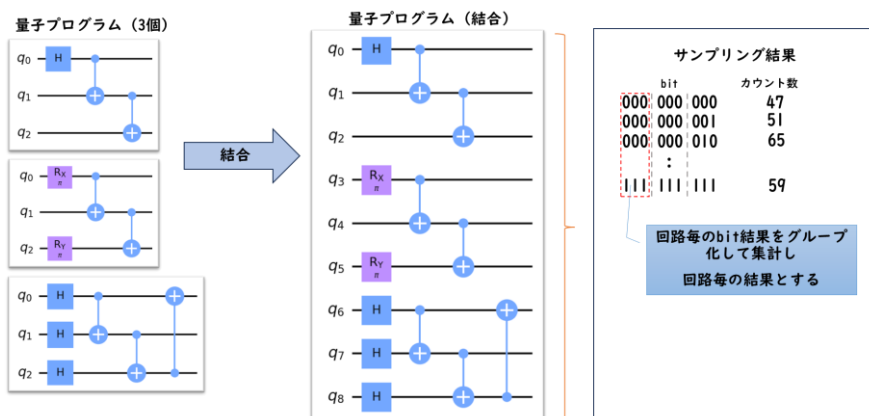 量子プログラム（3個）
q0 H
q1
q2
q0 RX π
q1
q2 RY π
q0 H
q1 H
q2 H
結合
量子プログラム（結合）
q0 H
q1
q2
q3 RX π
q4
q5 RY π
q6 H
q7 H
q8 H
サンプリング結果
bit カウント数
000 000 000 47
000 000 001 51
000 000 010 65
:
111 111 111 59
回路毎のbit結果をグループ
化して集計し
回路毎の結果とする